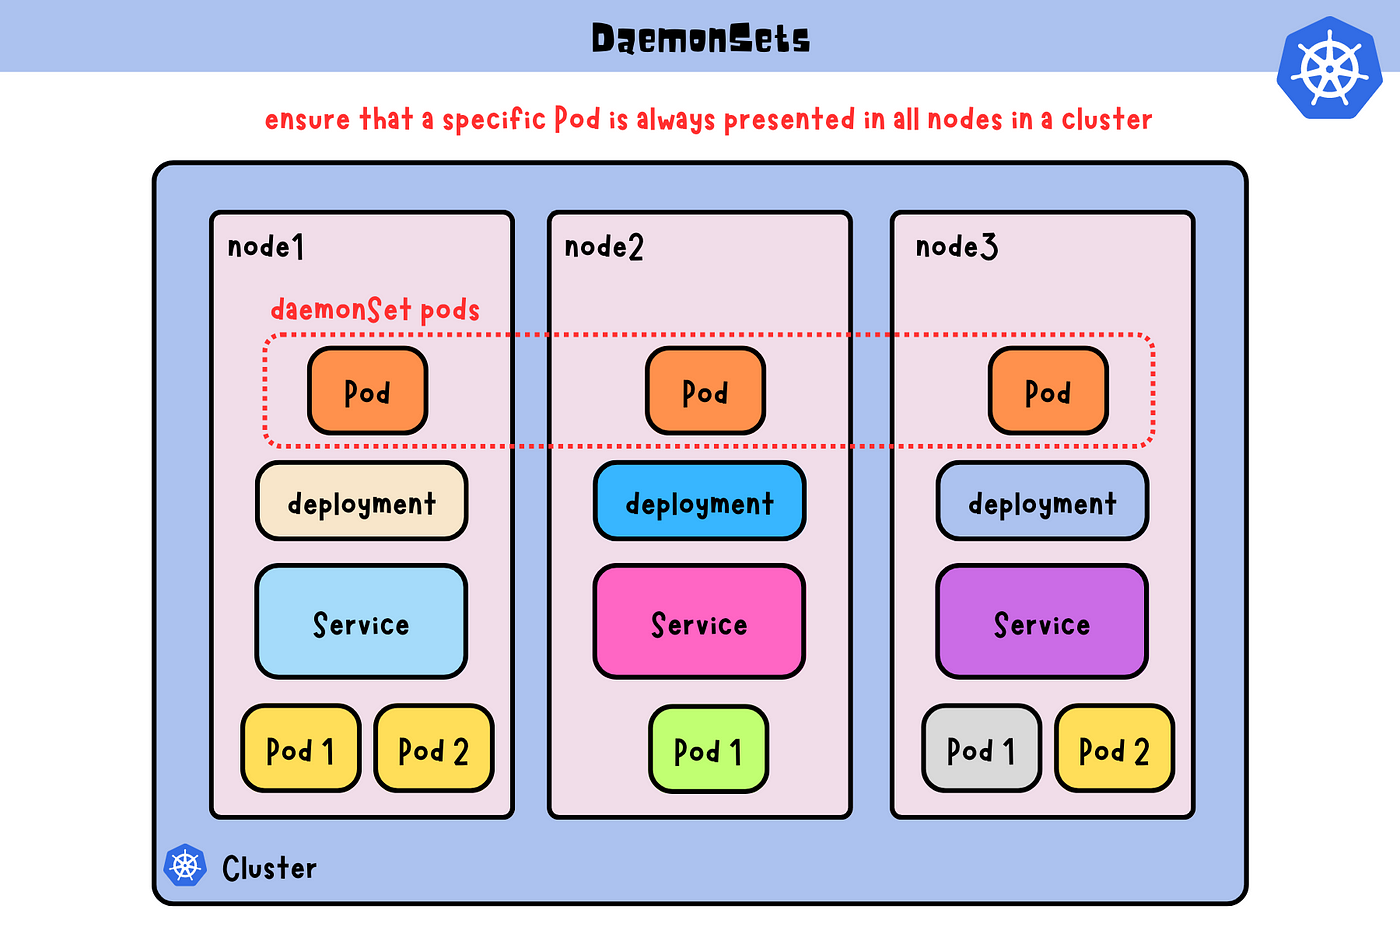 DaemonSets
ensure that a specific Pod is always presented in all nodes in a cluster
node1
node2
node3
daemonSet pods
Pod
Pod
Pod
deployment
deployment
deployment
Service
Service
Service
Pod 1
Pod 2
Pod 1
Pod 1
Pod 2
Cluster